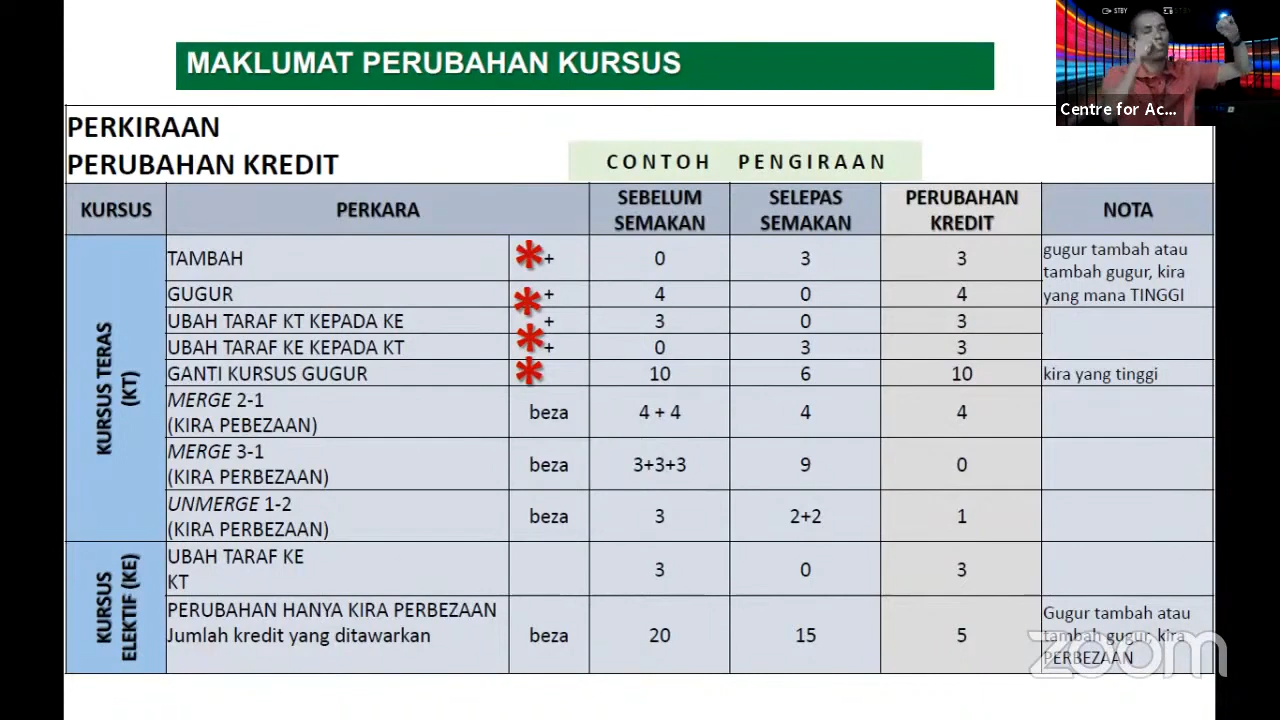 STBY
MAKLUMAT PERUBAHAN KURSUS
Centre for Ac...
PERKIRAAN
PERUBAHAN KREDIT
CONTOH PENGIRAAN
KURSUS PERKARA SEBELUM SEMAKAN SELEPAS SEMAKAN PERUBAHAN KREDIT NOTA
KURSUS TERAS (KT)
TAMBAH * + 0 3 3
gugur tambah atau
tambah gugur, kira
yang mana TINGGI
GUGUR * + 4 0 4
UBAH TARAF KT KEPADA KE + 3 0 3
UBAH TARAF KE KEPADA KT * + 0 3 3
GANTI KURSUS GUGUR * 10 6 10 kira yang tinggi
MERGE 2-1
(KIRA PEBEZAAN) beza 4 + 4 4 4
MERGE 3-1
(KIRA PERBEZAAN) beza 3+3+3 9 0
UNMERGE 1-2
(KIRA PERBEZAAN) beza 3 2+2 1
KURSUS ELEKTIF (KE)
UBAH TARAF KE
KT 3 0 3
PERUBAHAN HANYA KIRA PERBEZAAN
Jumlah kredit yang ditawarkan beza 20 15 5
Gugur tambah atau
tambah gugur, kira
PERBEZAAN
zoom